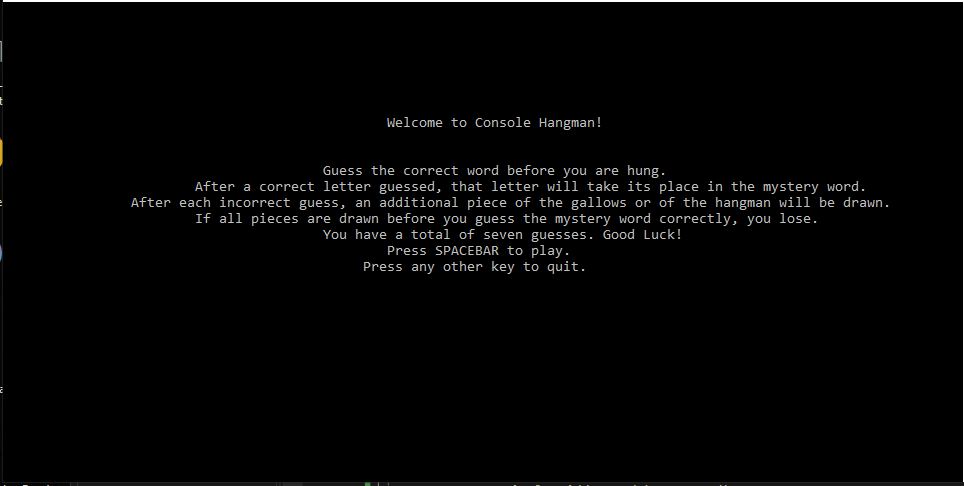 Welcome to Console Hangman!
Guess the correct word before you are hung.
After a correct letter guessed, that letter will take its place in the mystery word.
After each incorrect guess, an additional piece of the gallows or of the hangman will be drawn.
If all pieces are drawn before you guess the mystery word correctly, you lose.
You have a total of seven guesses. Good Luck!
Press SPACEBAR to play.
Press any other key to quit.